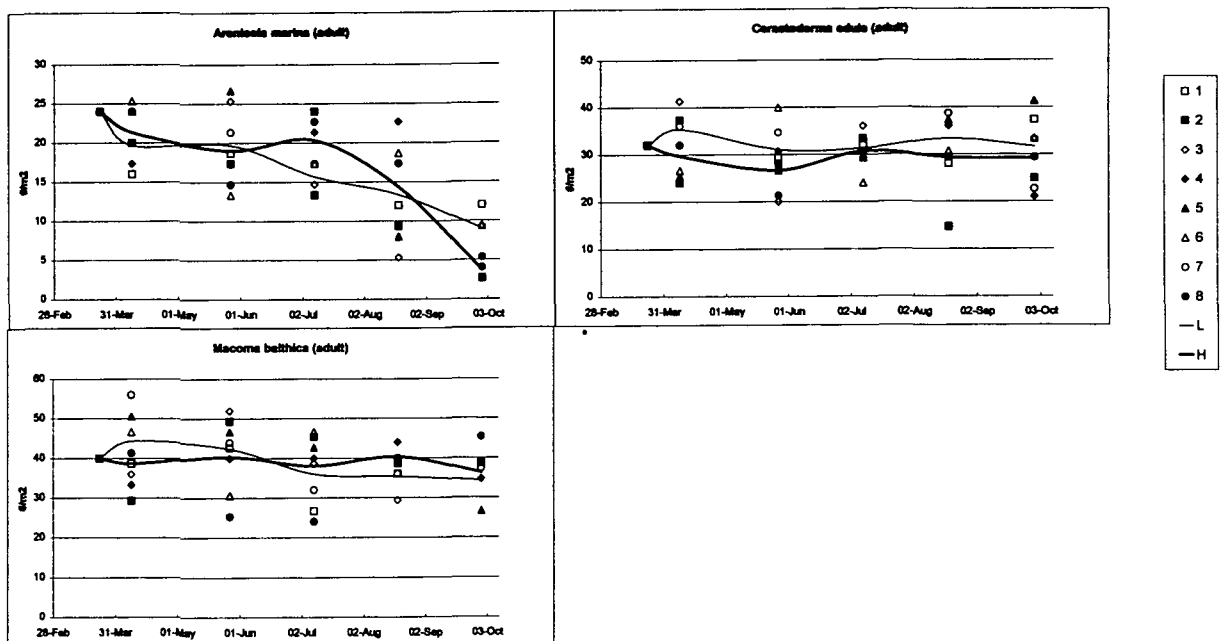 Arenicola marina (adult)
30
25
20
15
10
5
0
#/m2
28-Feb 31-Mar 01-May 01-Jun 02-Jul 02-Aug 02-Sep 03-Oct
Cerastoderma edule (adult)
50
40
30
20
10
0
#/m2
28-Feb 31-Mar 01-May 01-Jun 02-Jul 02-Aug 02-Sep 03-Oct
1
2
3
4
5
6
7
8
L
H
Macoma balthica (adult)
60
50
40
30
20
10
0
#/m2
28-Feb 31-Mar 01-May 01-Jun 02-Jul 02-Aug 02-Sep 03-Oct